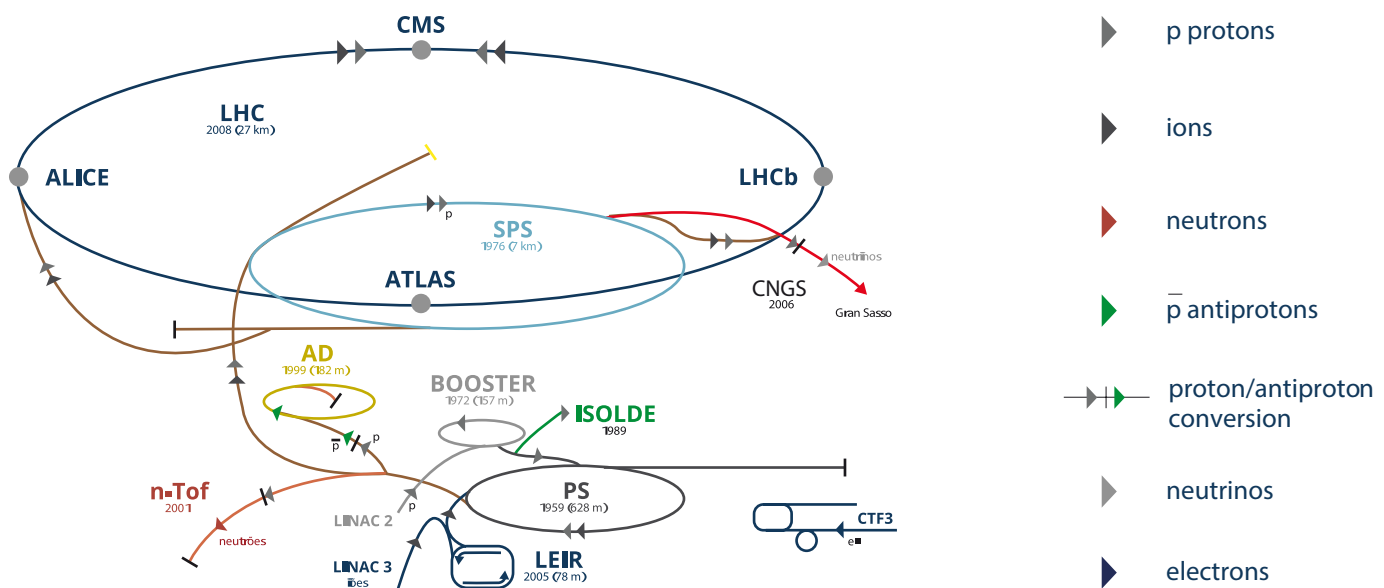 CMS
LHC
2008 (27 km)
ALICE
LHCb
p
SPS
1976 (7 km)
neutrinos
ATLAS
CNGS
2006
Gran Sasso
AD
1999 (182 m)
BOOSTER
1972 (157 m)
ISOLDE
1989
p̅
p
n-Tof
2001
neutrões
LINAC 2
p
PS
1959 (628 m)
LINAC 3
LEIR
2005 (78 m)
CTF3
p protons
ions
neutrons
p̅ antiprotons
proton/antiproton
conversion
neutrinos
electrons